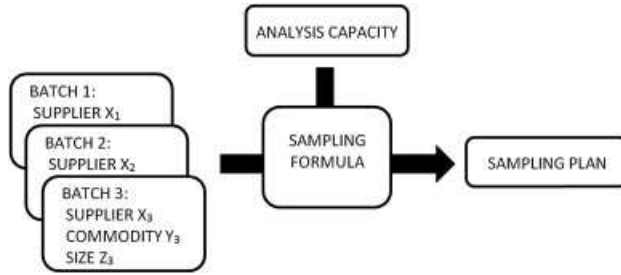 ANALYSIS CAPACITY
BATCH 1:
SUPPLIER X₁
BATCH 2:
SUPPLIER X₂
BATCH 3:
SUPPLIER X₃
COMMODITY Y₃
SIZE Z₃
SAMPLING
FORMULA
SAMPLING PLAN